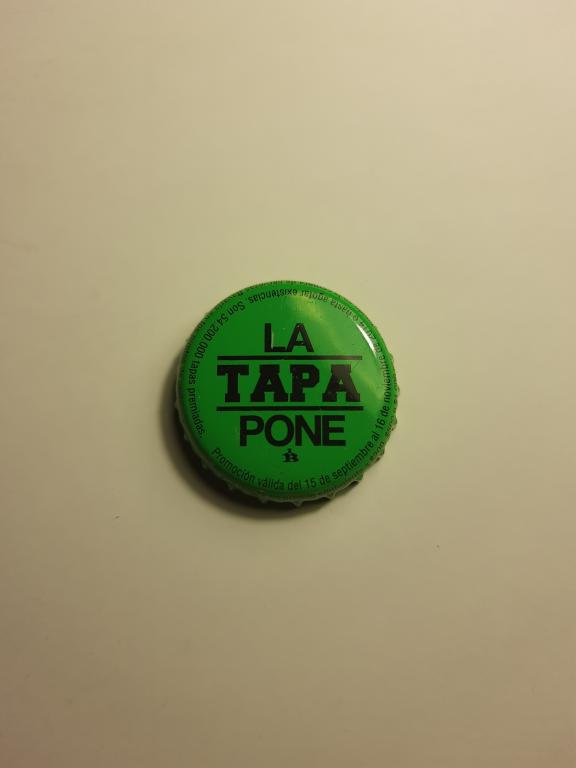 LA
TAPA
PONE
B
Promoción válida del 15 de septiembre al 16 de noviembre hasta agotar existencias. Son 54 200 000 tapas premiadas.